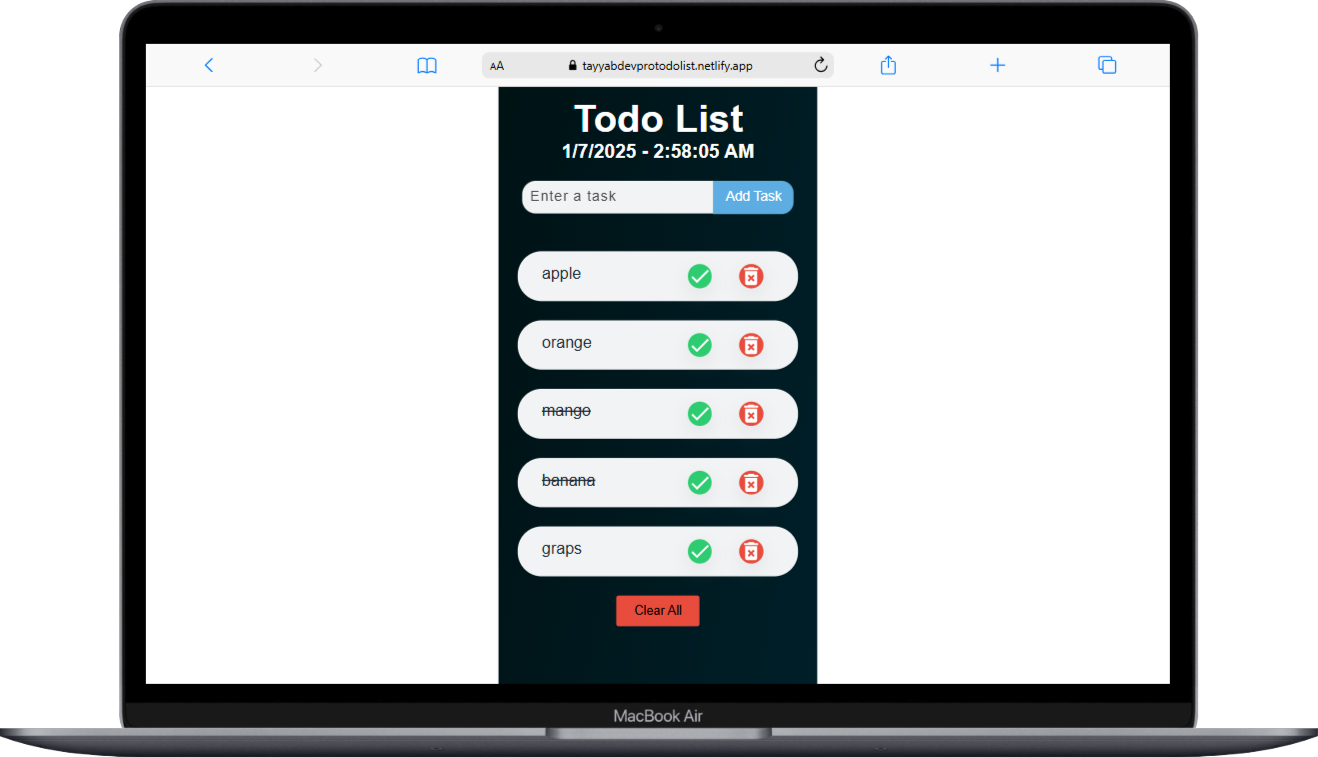 AA tayyabdevprotodolist.netlify.app
Todo List
1/7/2025 - 2:58:05 AM
Enter a task Add Task
apple
orange
mango
banana
graps
Clear All
MacBook Air